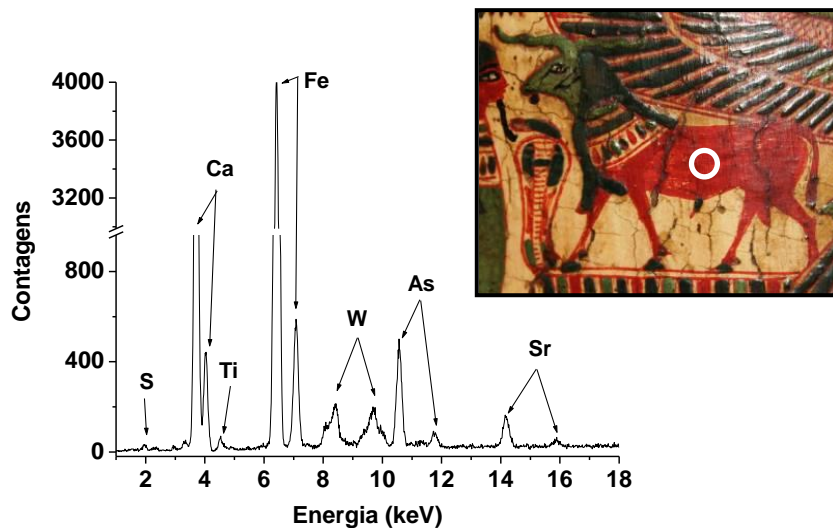 Contagens
4000
3600
3200
800
400
0
Fe
Ca
As
W
Sr
S
Ti
2 4 6 8 10 12 14 16 18
Energia (keV)